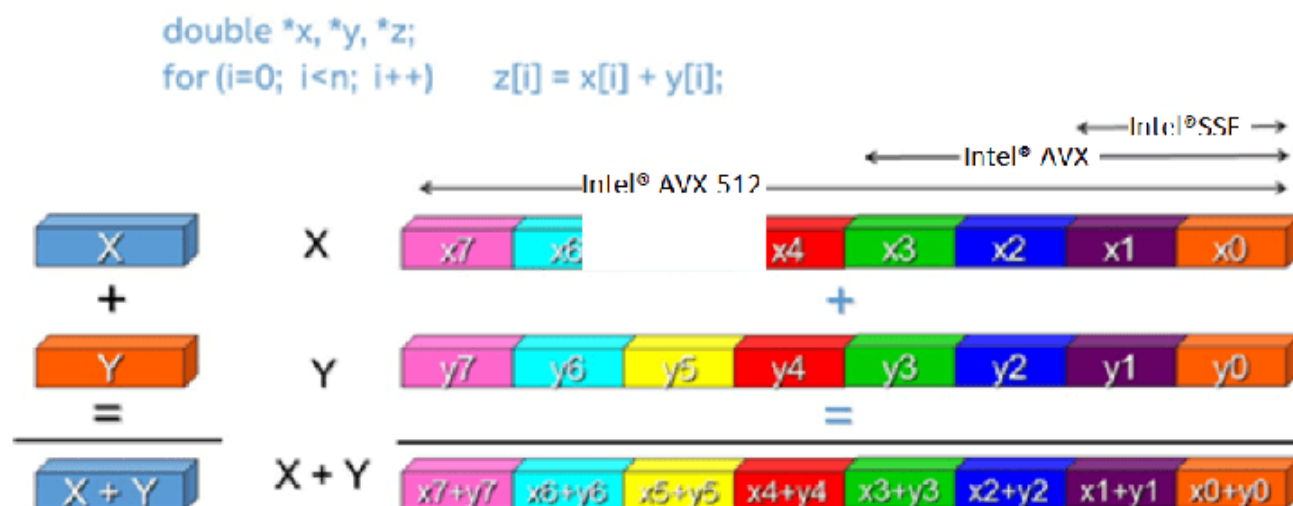 double *x, *y, *z;
for (i=0; i<n; i++) z[i] = x[i] + y[i];
Intel®SSE
Intel® AVX
Intel® AVX 512
X X x7 x6 x4 x3 x2 x1 x0
+ +
Y Y y7 y6 y5 y4 y3 y2 y1 y0
= =
X + Y X + Y x7+y7 x6+y6 x5+y5 x4+y4 x3+y3 x2+y2 x1+y1 x0+y0